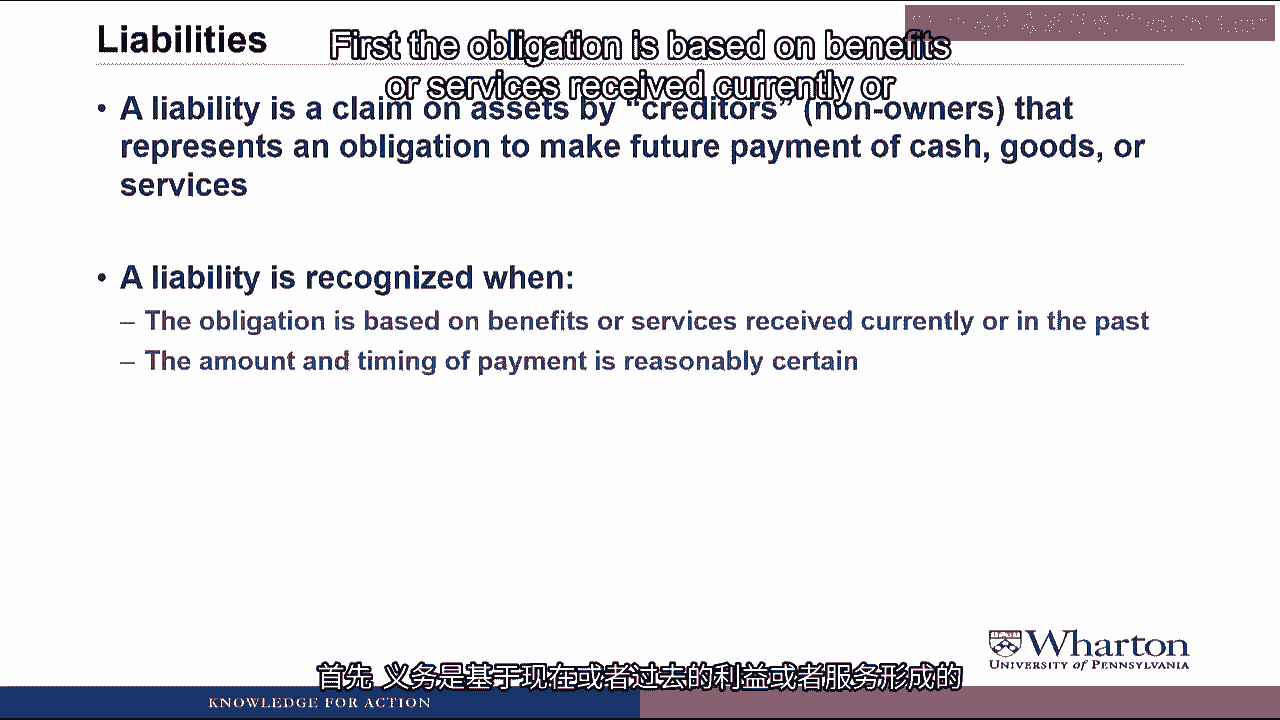 Liabilities
First the obligation is based on benefits
or services received currently or
• A liability is a claim on assets by “creditors” (non-owners) that
represents an obligation to make future payment of cash, goods, or
services
• A liability is recognized when:
– The obligation is based on benefits or services received currently or in the past
– The amount and timing of payment is reasonably certain
Wharton
UNIVERSITY of PENNSYLVANIA
首先 义务是基于现在或者过去的利益或者服务形成的
KNOWLEDGE FOR ACTION